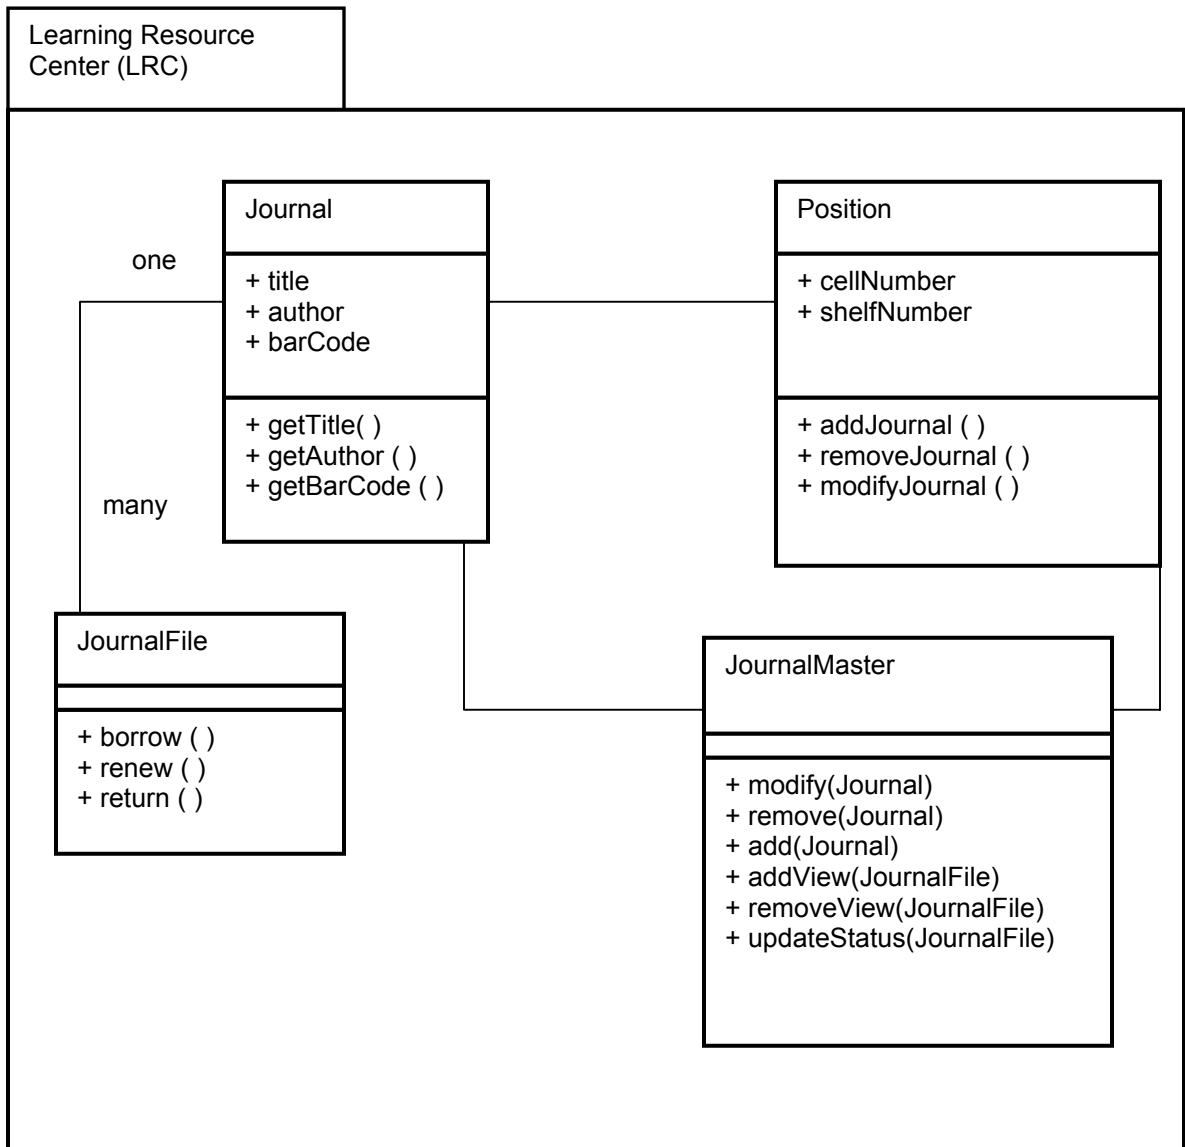 Learning Resource
Center (LRC)
Journal
+ title
+ author
+ barCode
+ getTitle( )
+ getAuthor ( )
+ getBarCode ( )
Position
+ cellNumber
+ shelfNumber
+ addJournal ( )
+ removeJournal ( )
+ modifyJournal ( )
one
many
JournalFile
+ borrow ( )
+ renew ( )
+ return ( )
JournalMaster
+ modify(Journal)
+ remove(Journal)
+ add(Journal)
+ addView(JournalFile)
+ removeView(JournalFile)
+ updateStatus(JournalFile)